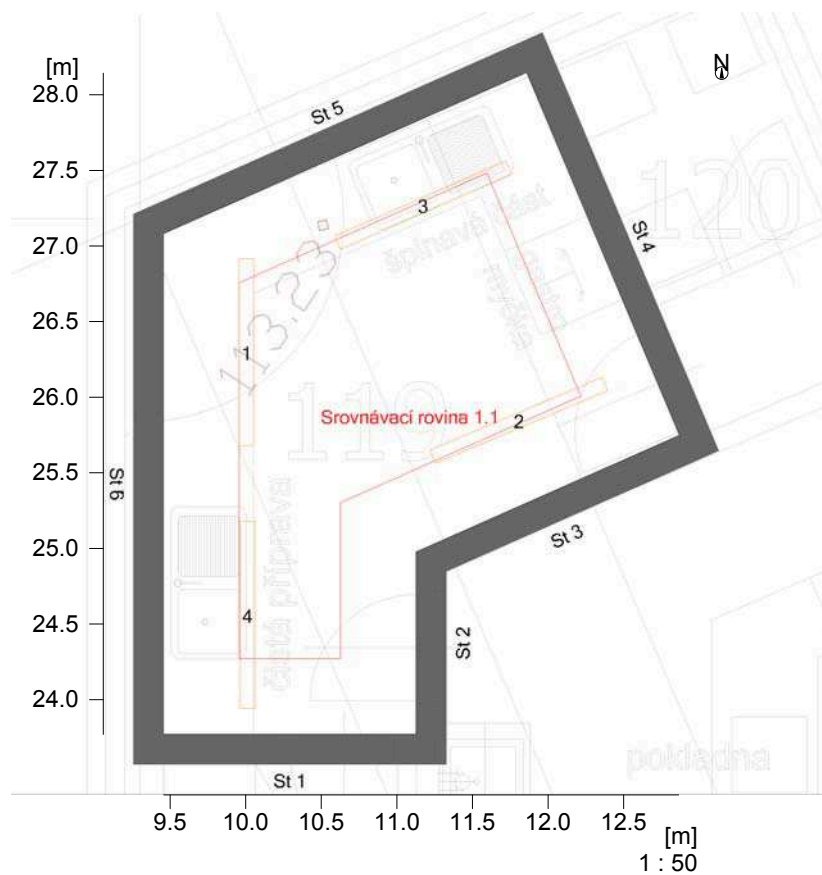 [m]
N
28.0
27.5
27.0
26.5
26.0
25.5
25.0
24.5
24.0
St 5
St 4
St 6
St 3
St 2
St 1
3
1
2
4
120
špinavá část
myčka
113.23
119
Srovnávací rovina 1.1
čistá příprava
pokladna
9.5 10.0 10.5 11.0 11.5 12.0 12.5
[m]
1 : 50